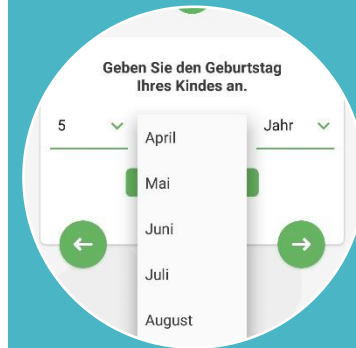 Geben Sie den Geburtstag
Ihres Kindes an.
5
Jahr
April
Mai
Juni
Juli
August